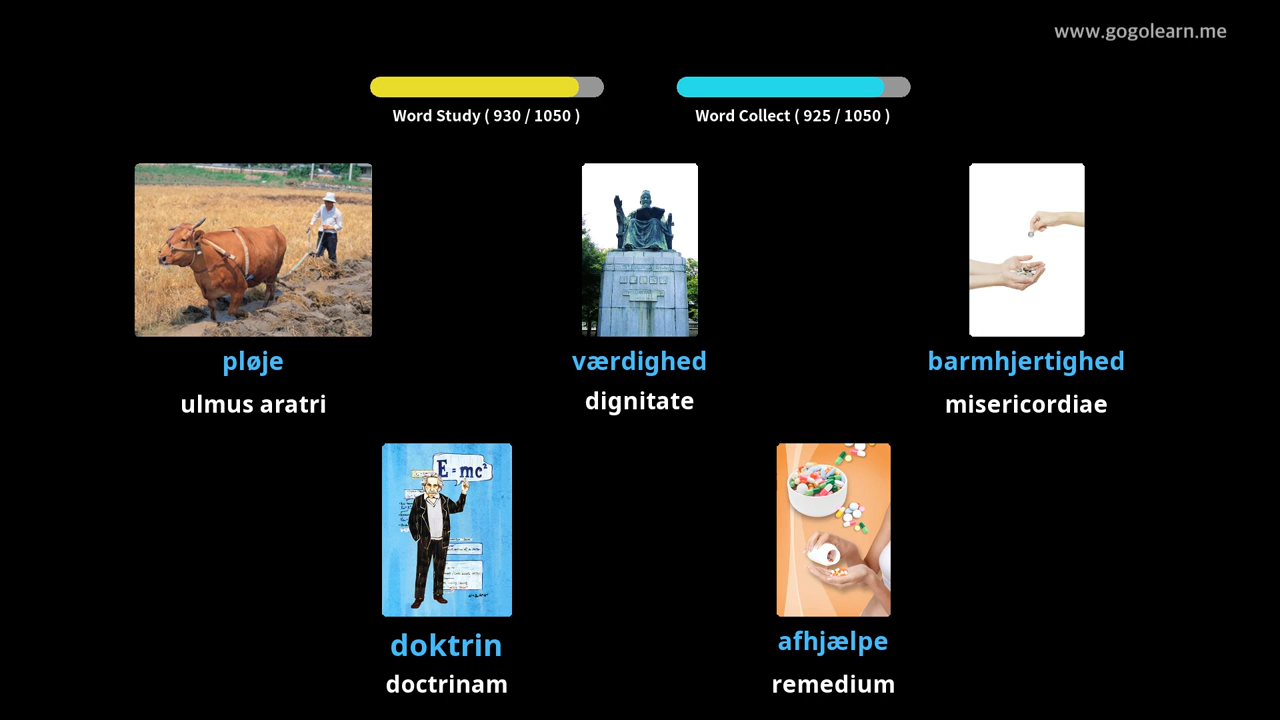 www.gogolearn.me
Word Study ( 930 / 1050 )
Word Collect ( 925 / 1050 )
pløje
værdighed
barmhjertighed
ulmus aratri
dignitate
misericordiae
E=mc²
doktrin
afhjælpe
doctrinam
remedium